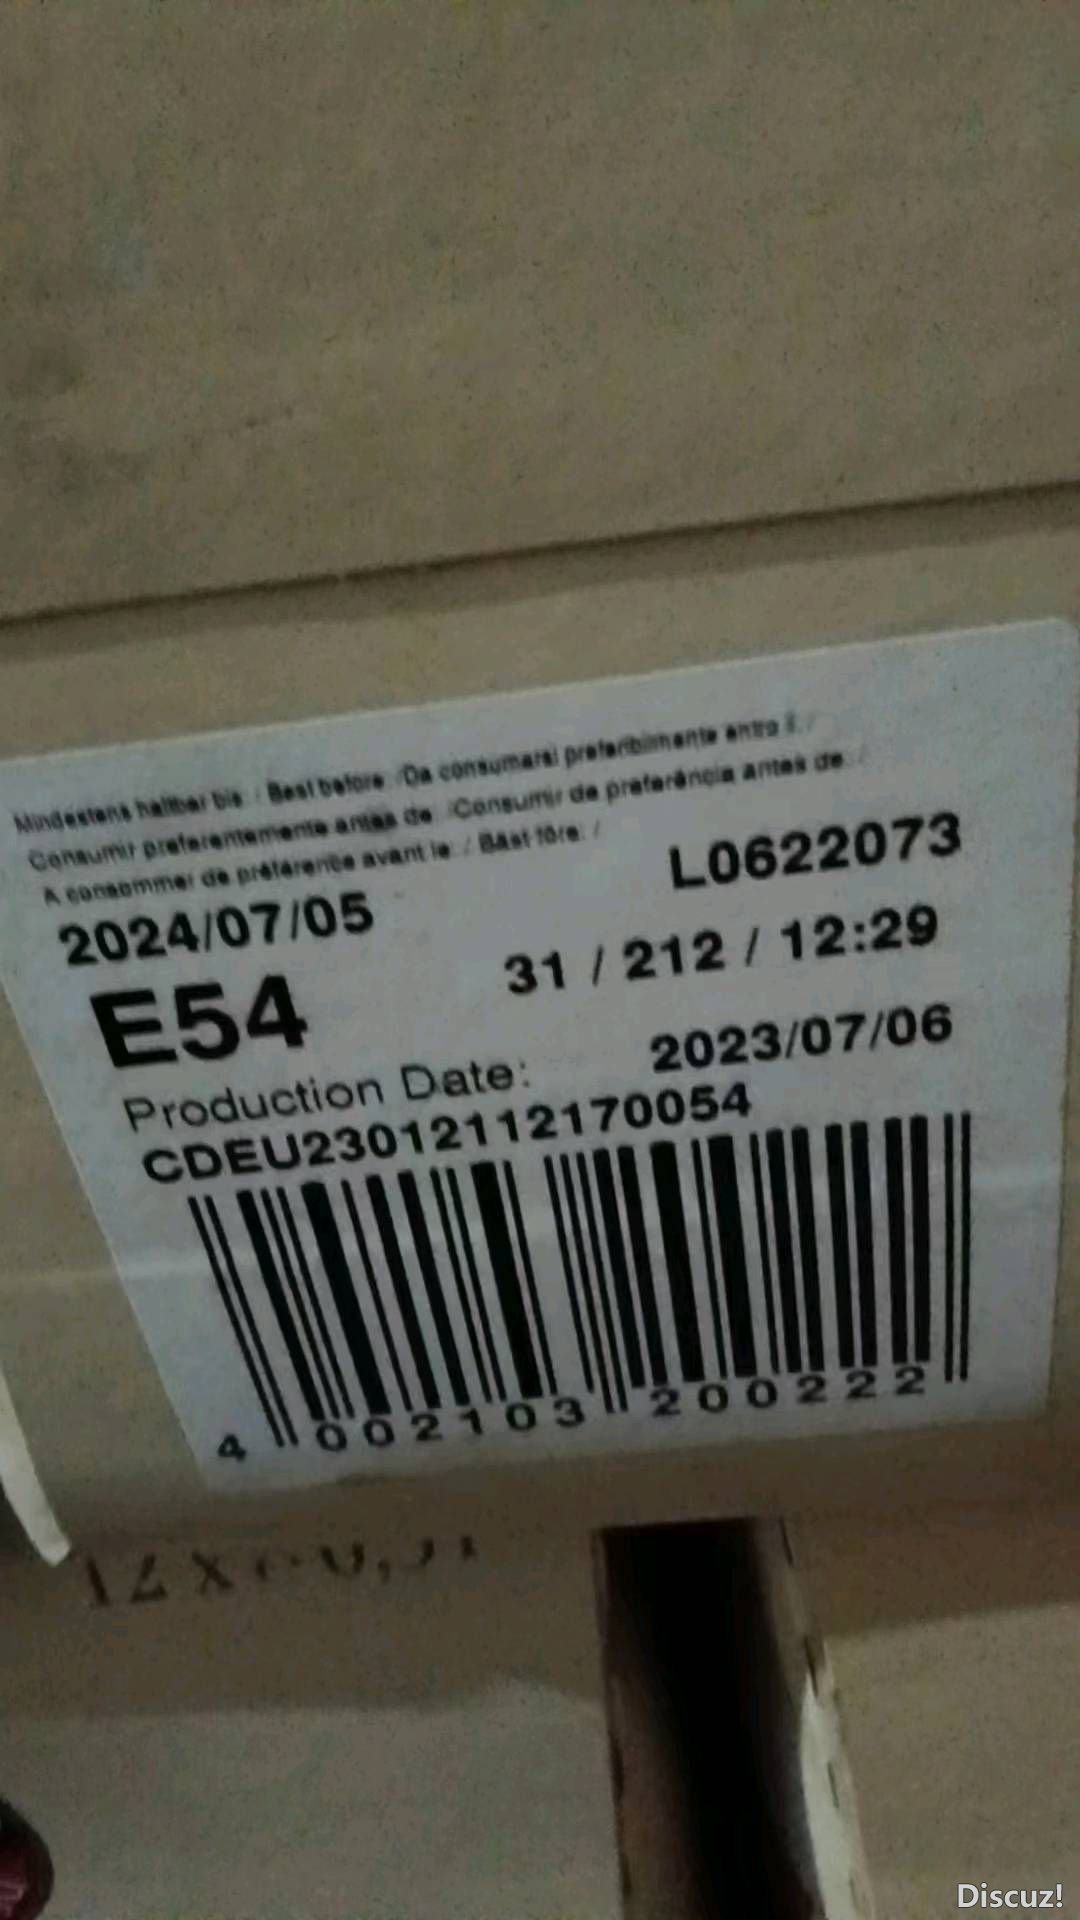 Mindestens haltbar bis: / Best before: /Da consumarsi preferibilmente entro il: /
Consumir preferentemente antes de: /Consumir de preferência antes de: /
A consommer de préférence avant le: / Bäst före: /
2024/07/05 L0622073
E54 31 / 212 / 12:29
Production Date: 2023/07/06
CDEU23012112170054
4 002103 200222
Discuz!